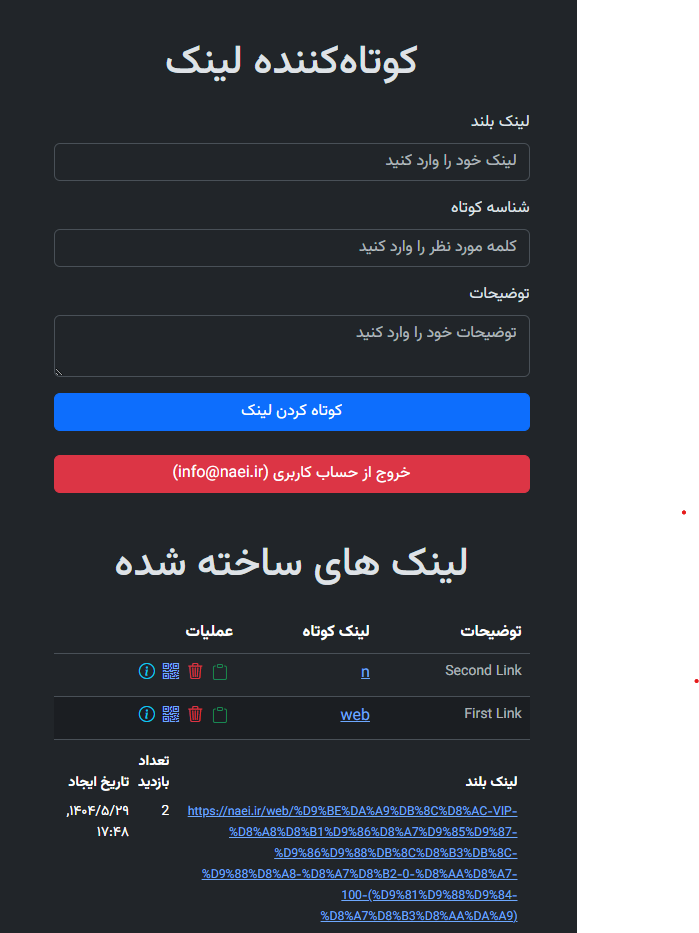 کوتاه‌کننده لینک
لینک بلند
لینک خود را وارد کنید
شناسه کوتاه
کلمه مورد نظر را وارد کنید
توضیحات
توضیحات خود را وارد کنید
کوتاه کردن لینک
خروج از حساب کاربری (info@naei.ir)
لینک های ساخته شده
توضیحات لینک کوتاه عملیات
Second Link n
First Link web
لینک بلند تعداد بازدید تاریخ ایجاد
https://naei.ir/web/%D9%BE%DA%A9%DB%8C%D8%AC-VIP- 2 ۱۴۰۴/۵/۲۹,
%D8%A8%D8%B1%D9%86%D8%A7%D9%85%D9%87- ۱۷:۴۸
%D9%86%D9%88%DB%8C%D8%B3%DB%8C-
%D9%88%D8%A8-%D8%A7%D8%B2-0-%D8%AA%D8%A7-
100-(%D9%81%D9%88%D9%84-
%D8%A7%D8%B3%D8%AA%DA%A9)